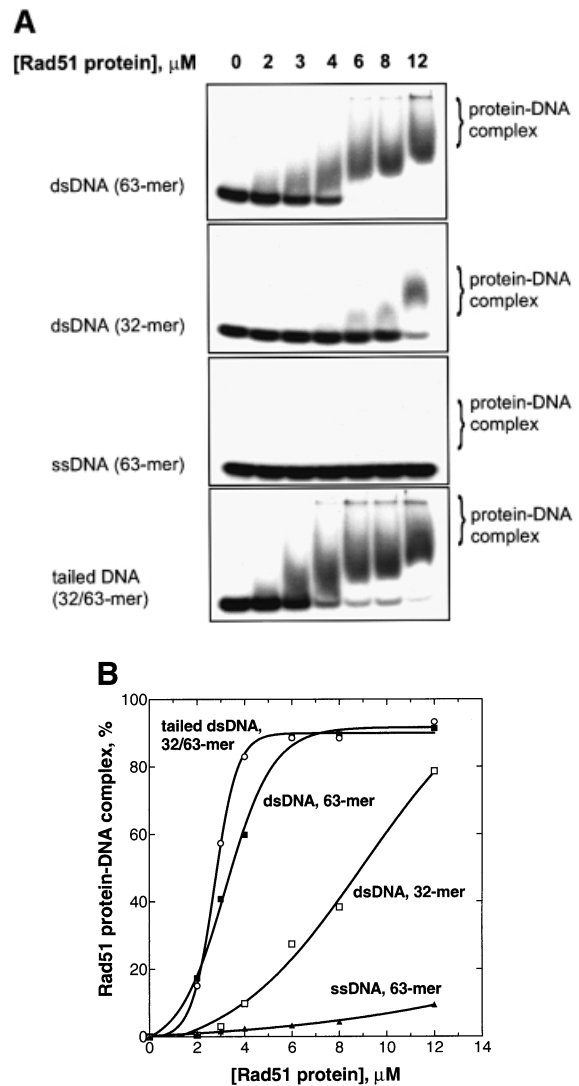 A
[Rad51 protein], μM 0 2 3 4 6 8 12
protein-DNA
complex
dsDNA (63-mer)
protein-DNA
complex
dsDNA (32-mer)
protein-DNA
complex
ssDNA (63-mer)
protein-DNA
complex
tailed DNA
(32/63-mer)
B
Rad51 protein-DNA complex, %
100
80
60
40
20
0
tailed dsDNA,
32/63-mer
dsDNA, 63-mer
dsDNA, 32-mer
ssDNA, 63-mer
0 2 4 6 8 10 12 14
[Rad51 protein], μM